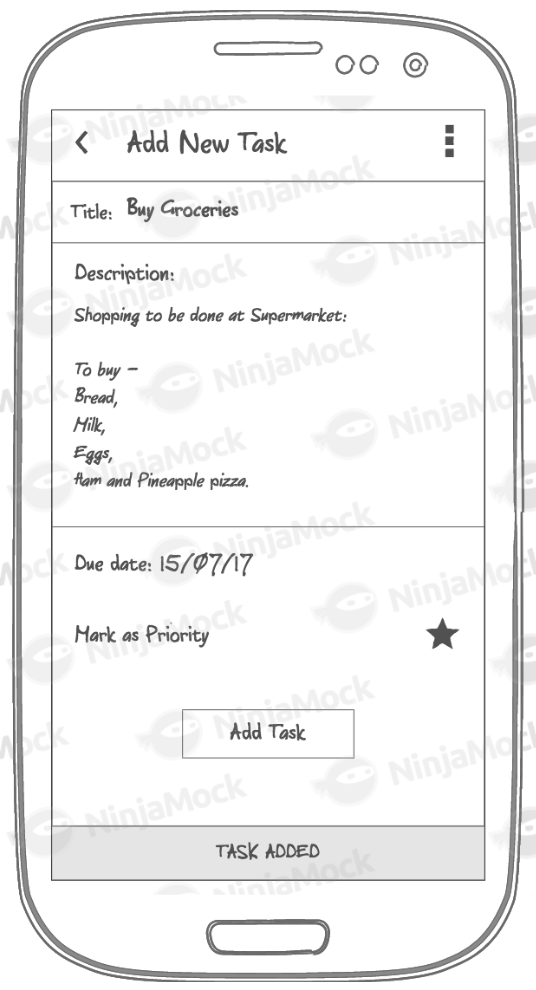 Add New Task
Title: Buy Groceries
Description:
Shopping to be done at Supermarket:
To buy -
Bread,
Milk,
Eggs,
Ham and Pineapple pizza.
Due date: 15/07/17
Mark as Priority
Add Task
TASK ADDED
NinjaMock